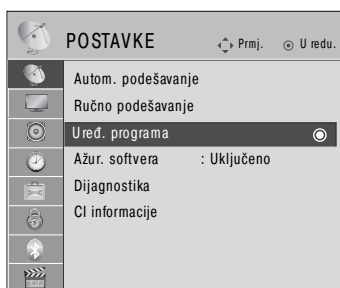 POSTAVKE Prmj. U redu.
Autom. podešavanje
Ručno podešavanje
Uređ. programa
Ažur. softvera : Uključeno
Dijagnostika
CI informacije